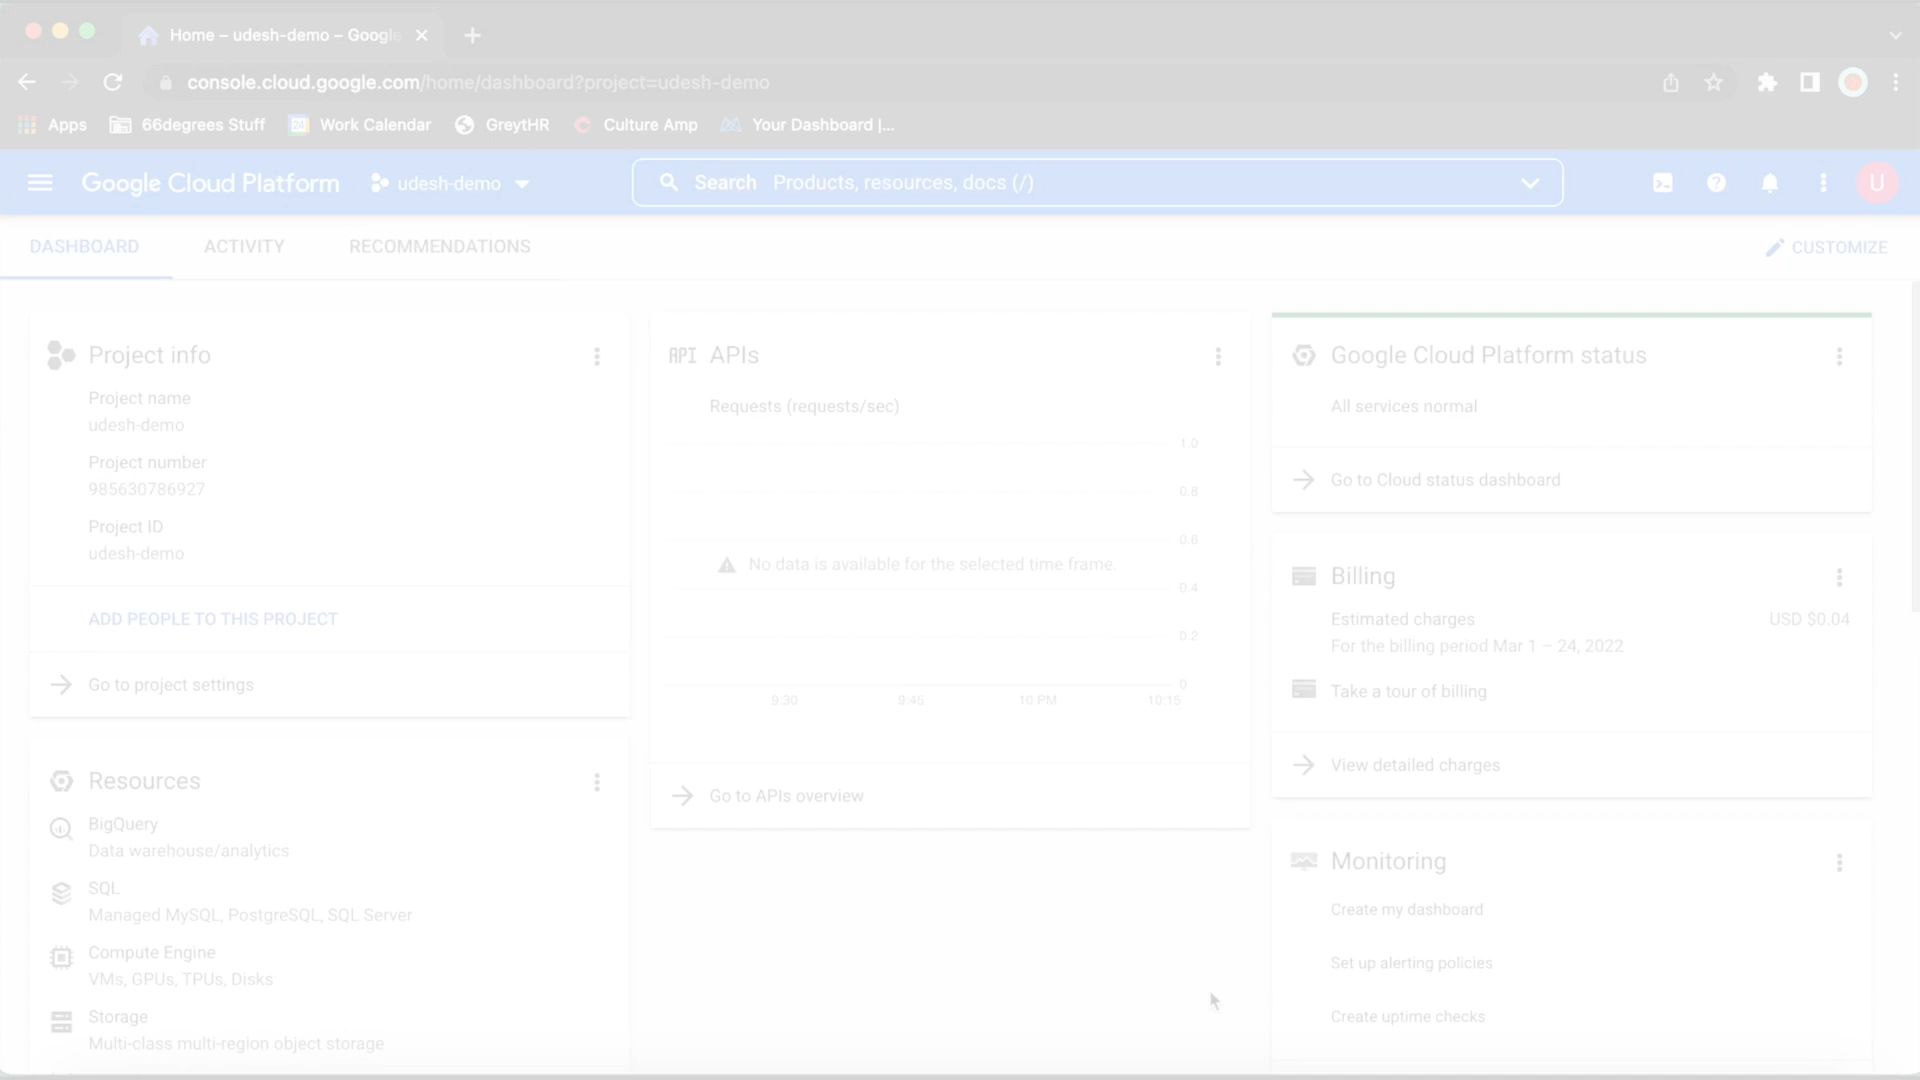 Home – udesh-demo – Google
console.cloud.google.com/home/dashboard?project=udesh-demo
Apps 66degrees Stuff 24 Work Calendar GreytHR Culture Amp Your Dashboard |...
Google Cloud Platform udesh-demo Search Products, resources, docs (/) U
DASHBOARD ACTIVITY RECOMMENDATIONS CUSTOMIZE
Project info
Project name
udesh-demo
Project number
985630786927
Project ID
udesh-demo
ADD PEOPLE TO THIS PROJECT
Go to project settings
Resources
BigQuery
Data warehouse/analytics
SQL
Managed MySQL, PostgreSQL, SQL Server
Compute Engine
VMs, GPUs, TPUs, Disks
Storage
Multi-class multi-region object storage
API APIs
Requests (requests/sec)
1.0
0.8
0.6
No data is available for the selected time frame.
0.4
0.2
0
9:30 9:45 10 PM 10:15
Go to APIs overview
Google Cloud Platform status
All services normal
Go to Cloud status dashboard
Billing
Estimated charges USD $0.04
For the billing period Mar 1 – 24, 2022
Take a tour of billing
View detailed charges
Monitoring
Create my dashboard
Set up alerting policies
Create uptime checks